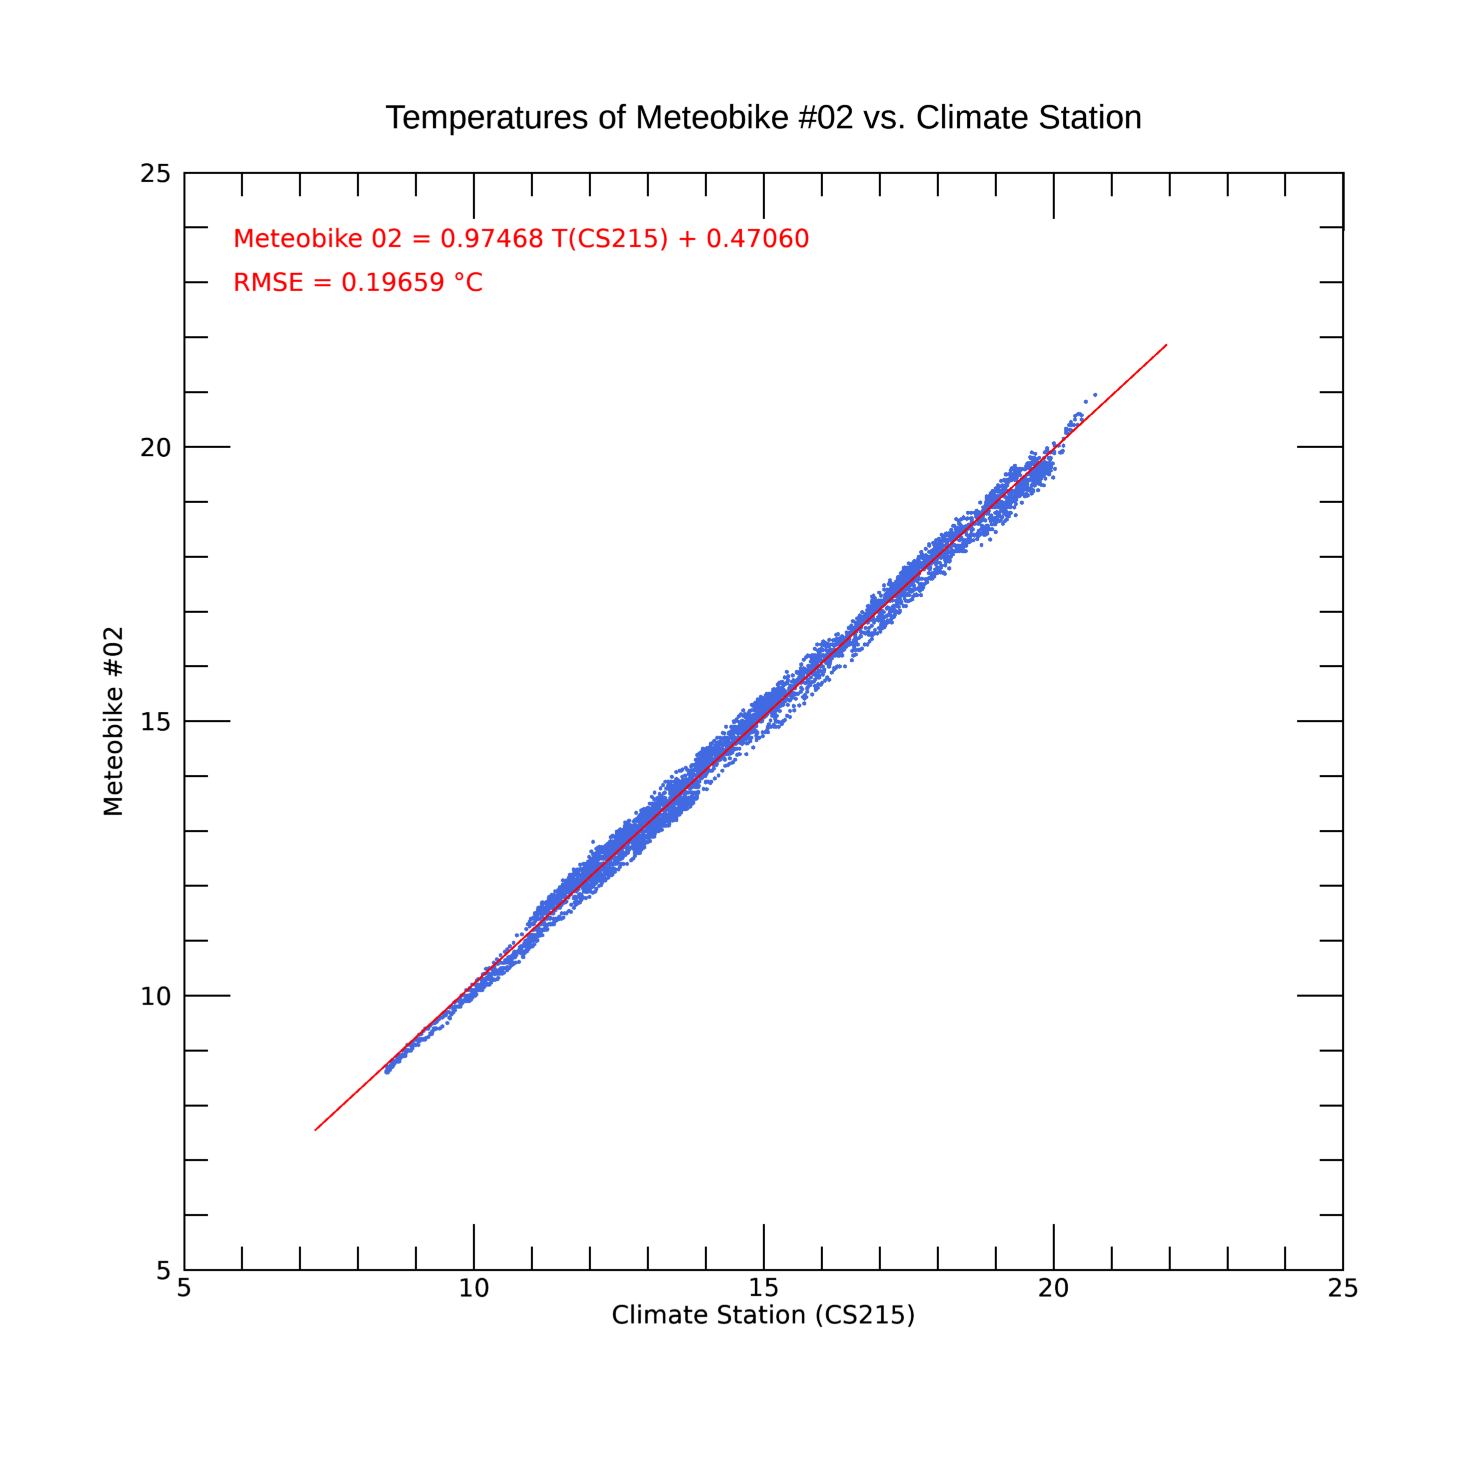 Temperatures of Meteobike #02 vs. Climate Station
25
Meteobike 02 = 0.97468 T(CS215) + 0.47060
RMSE = 0.19659 °C
20
Meteobike #02
15
10
5
5 10 15 20 25
Climate Station (CS215)